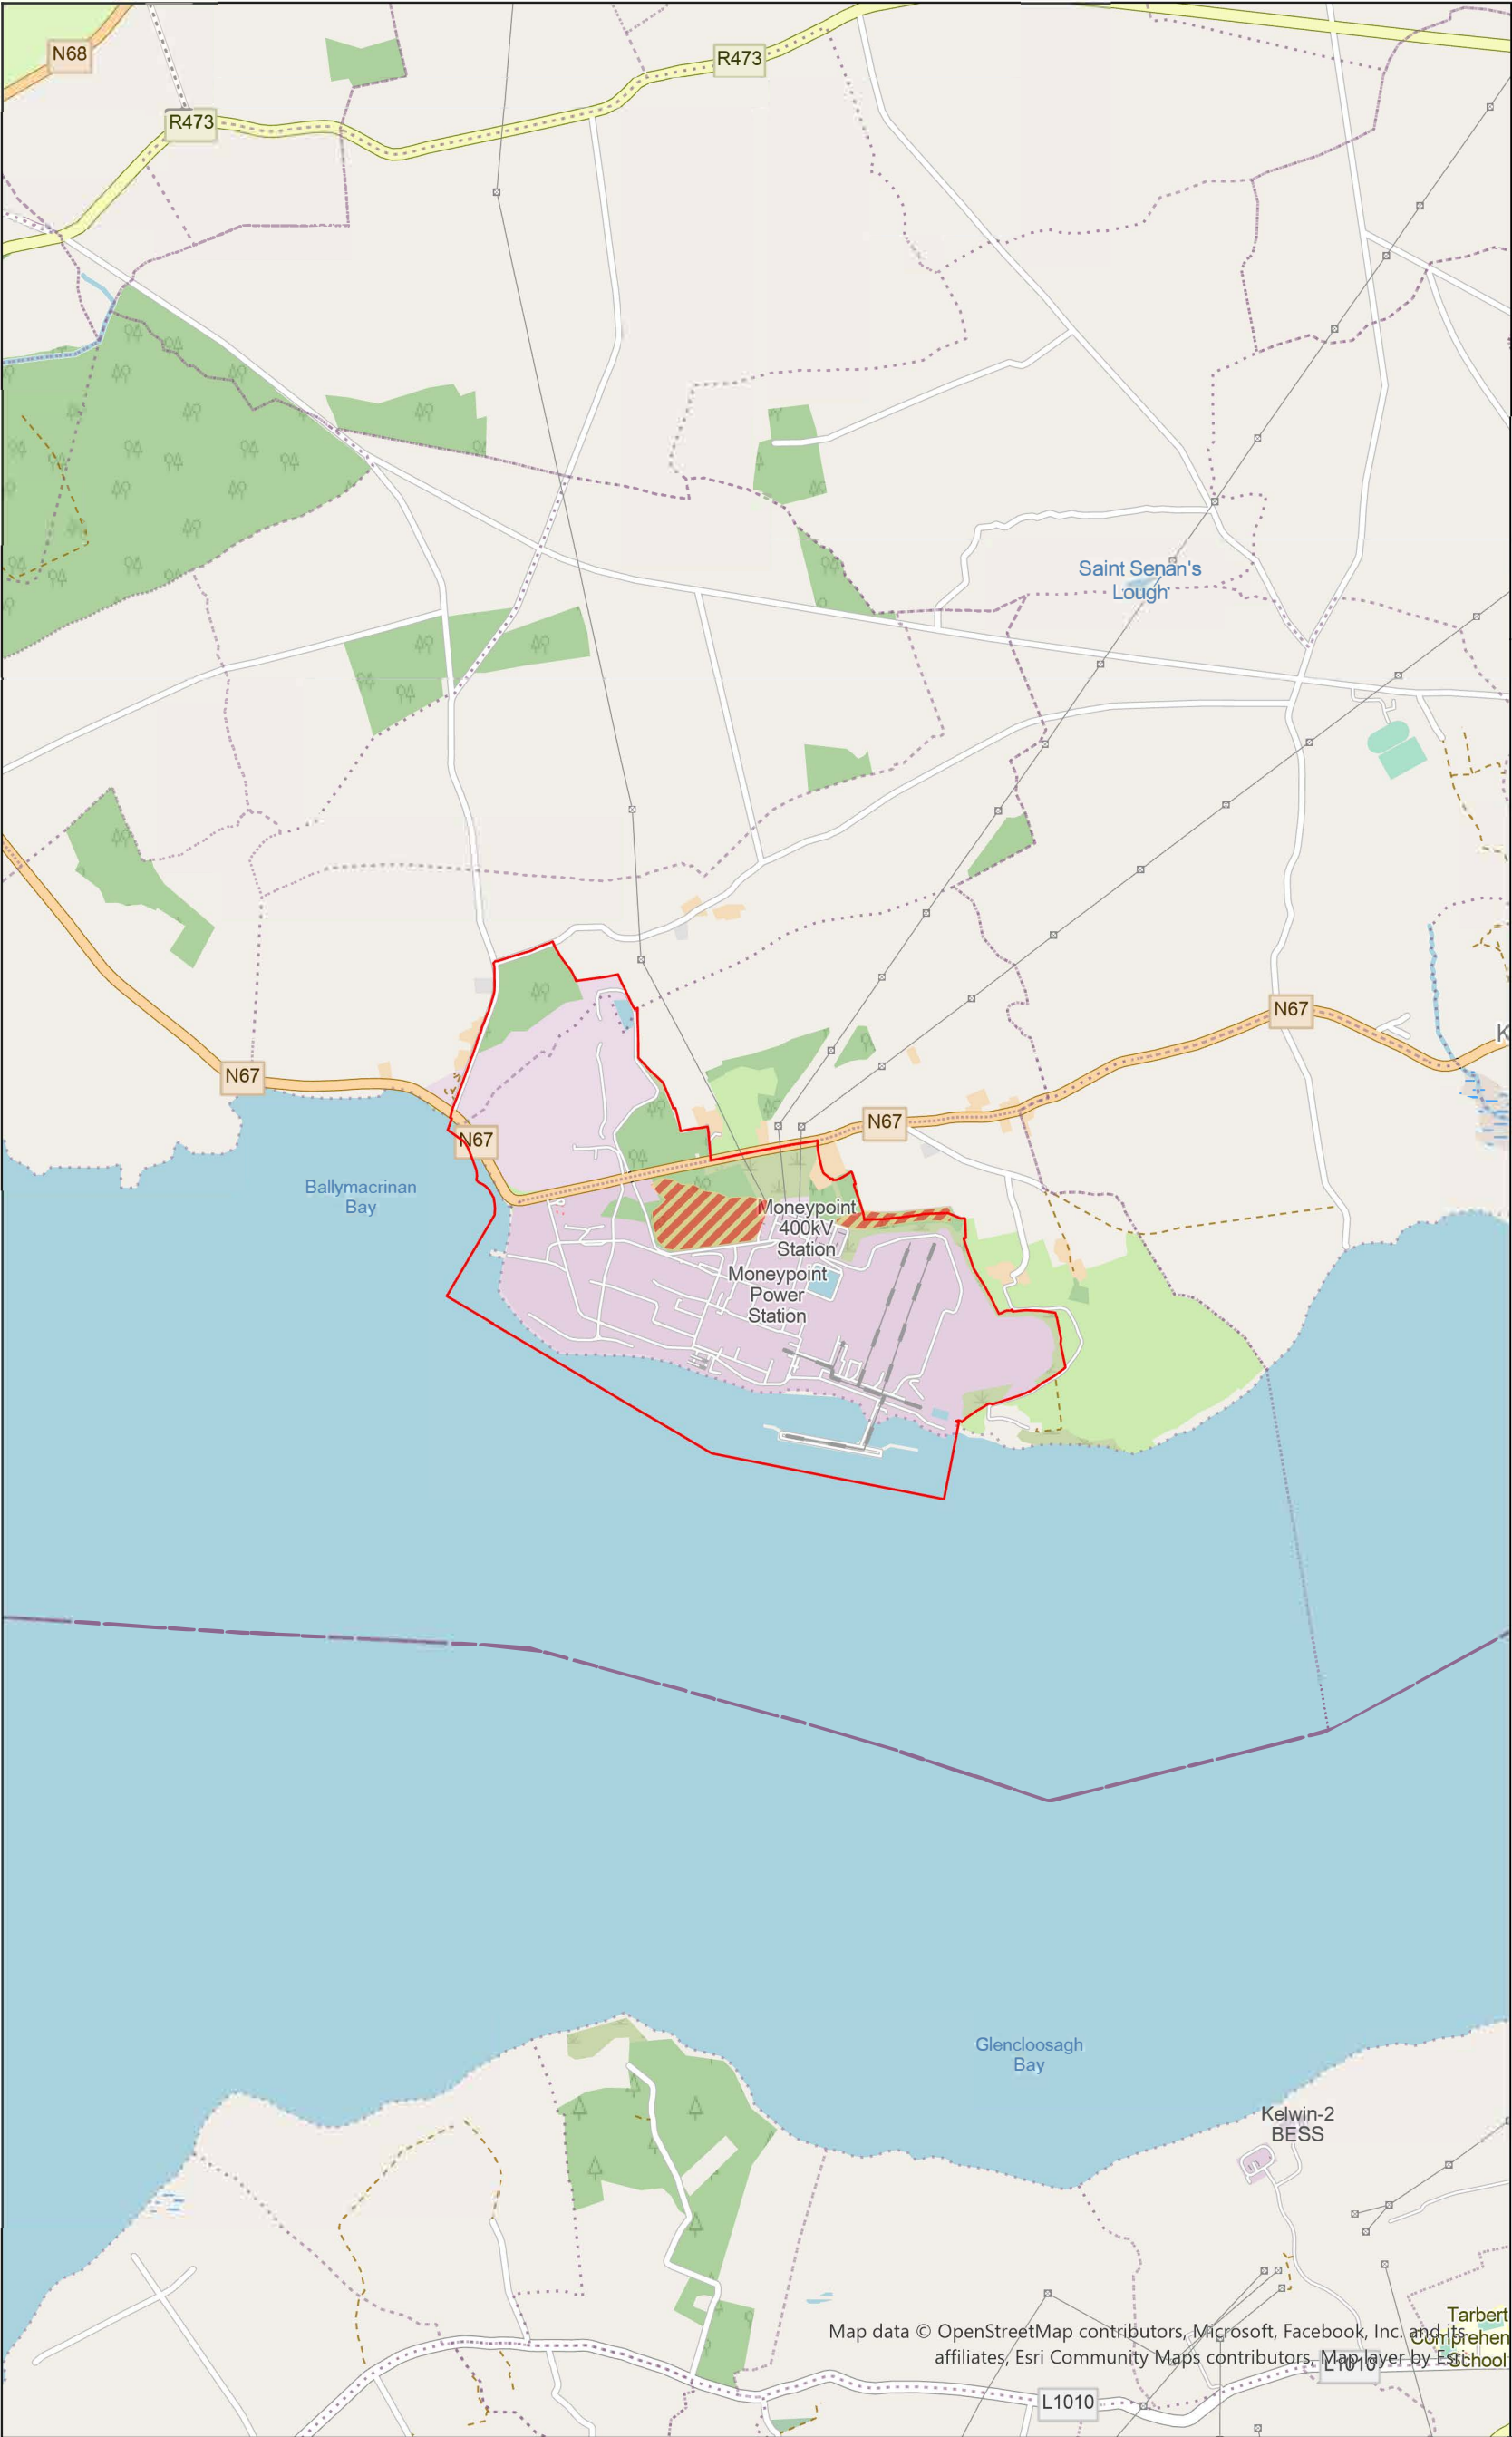 N68
R473
R473
Saint Senan's
Lough
N67
N67
K
N67
N67
Ballymacrinan
Bay
Moneypoint
400kV
Station
Moneypoint
Power
Station
Glencloosagh
Bay
Kelwin-2
BESS
Tarbert
Comprehen
School
Map data © OpenStreetMap contributors, Microsoft, Facebook, Inc. and its
affiliates, Esri Community Maps contributors, Map layer by Esri
L1010
L1010